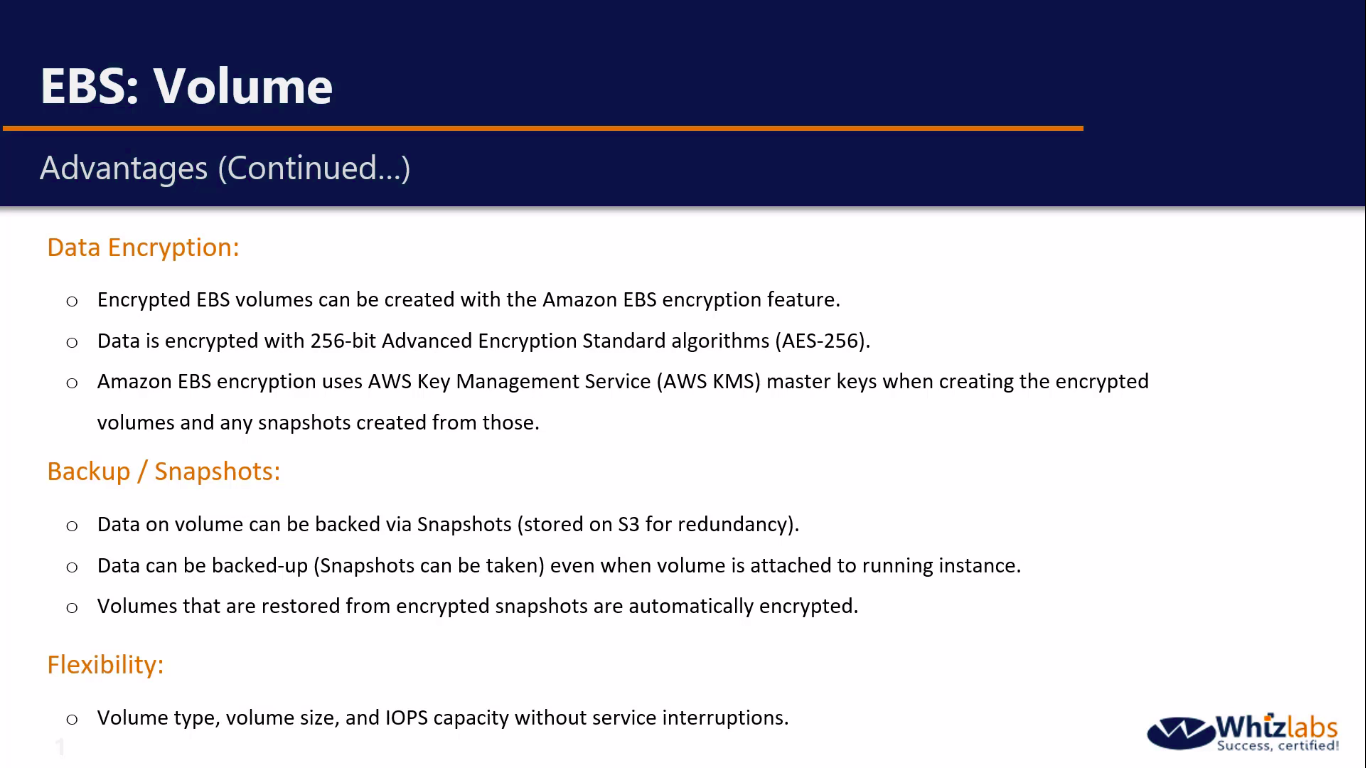 EBS: Volume
Advantages (Continued...)
Data Encryption:
○ Encrypted EBS volumes can be created with the Amazon EBS encryption feature.
○ Data is encrypted with 256-bit Advanced Encryption Standard algorithms (AES-256).
○ Amazon EBS encryption uses AWS Key Management Service (AWS KMS) master keys when creating the encrypted
volumes and any snapshots created from those.
Backup / Snapshots:
○ Data on volume can be backed via Snapshots (stored on S3 for redundancy).
○ Data can be backed-up (Snapshots can be taken) even when volume is attached to running instance.
○ Volumes that are restored from encrypted snapshots are automatically encrypted.
Flexibility:
○ Volume type, volume size, and IOPS capacity without service interruptions.
1
Whizlabs
Success, certified!